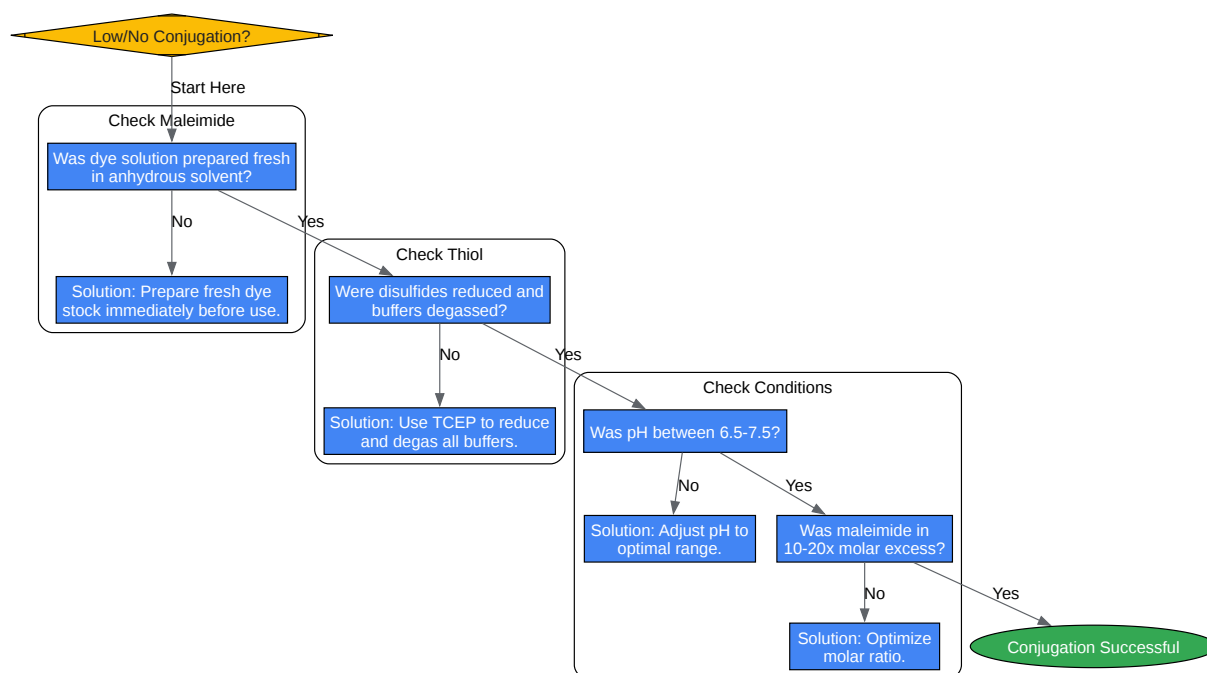 Low/No Conjugation?
Start Here
Check Maleimide
Was dye solution prepared fresh
in anhydrous solvent?
No
Yes
Solution: Prepare fresh dye
stock immediately before use.
Check Thiol
Were disulfides reduced and
buffers degassed?
No
Yes
Solution: Use TCEP to reduce
and degas all buffers.
Check Conditions
Was pH between 6.5-7.5?
No
Yes
Solution: Adjust pH to
optimal range.
Was maleimide in
10-20x molar excess?
No
Yes
Solution: Optimize
molar ratio.
Conjugation Successful